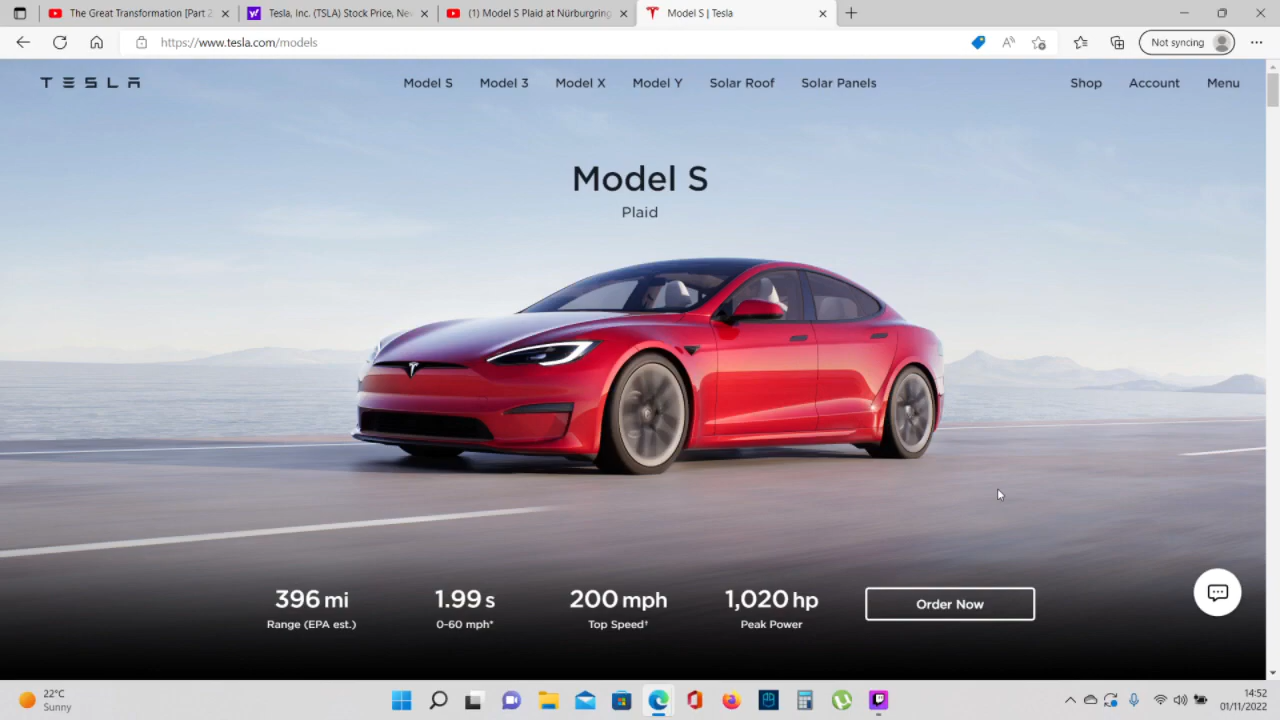 The Great Transformation [Part 2
Tesla, Inc. (TSLA) Stock Price, Ne
(1) Model S Plaid at Nürburgring
Model S | Tesla
https://www.tesla.com/models
Not syncing
TESLA
Model S
Model 3
Model X
Model Y
Solar Roof
Solar Panels
Shop
Account
Menu
Model S
Plaid
396 mi
Range (EPA est.)
1.99 s
0-60 mph*
200 mph
Top Speed†
1,020 hp
Peak Power
Order Now
22°C
Sunny
14:52
01/11/2022